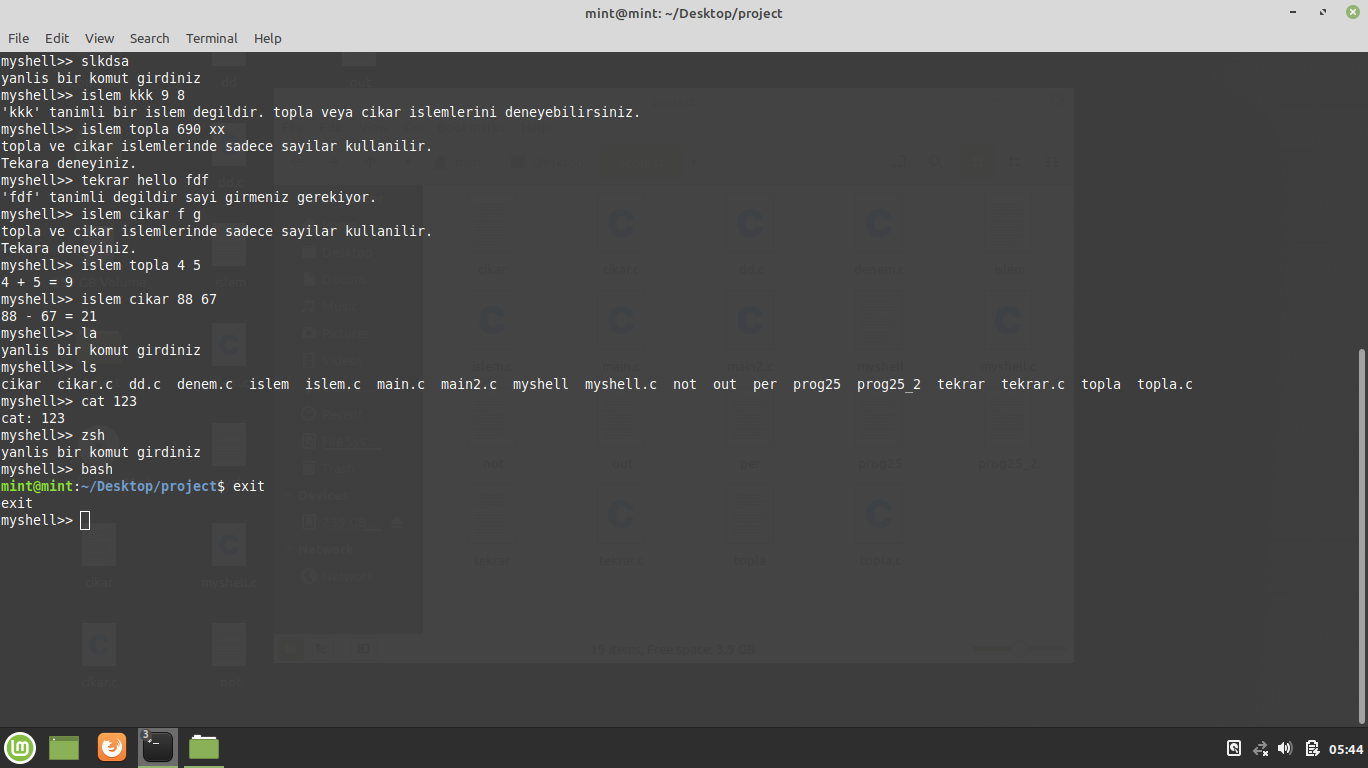 mint@mint: ~/Desktop/project
File Edit View Search Terminal Help
myshell>> slkdsa
yanlis bir komut girdiniz
myshell>> islem kkk 9 8
'kkk' tanimli bir islem degildir. topla veya cikar islemlerini deneyebilirsiniz.
myshell>> islem topla 690 xx
topla ve cikar islemlerinde sadece sayilar kullanilir.
Tekara deneyiniz.
myshell>> tekrar hello fdf
'fdf' tanimli degildir sayi girmeniz gerekiyor.
myshell>> islem cikar f g
topla ve cikar islemlerinde sadece sayilar kullanilir.
Tekara deneyiniz.
myshell>> islem topla 4 5
4 + 5 = 9
myshell>> islem cikar 88 67
88 - 67 = 21
myshell>> la
yanlis bir komut girdiniz
myshell>> ls
cikar cikar.c dd.c denem.c islem islem.c main.c main2.c myshell myshell.c not out per prog25 prog25_2 tekrar tekrar.c topla topla.c
myshell>> cat 123
cat: 123
myshell>> zsh
yanlis bir komut girdiniz
myshell>> bash
mint@mint:~/Desktop/project$ exit
exit
myshell>>
3
05:44